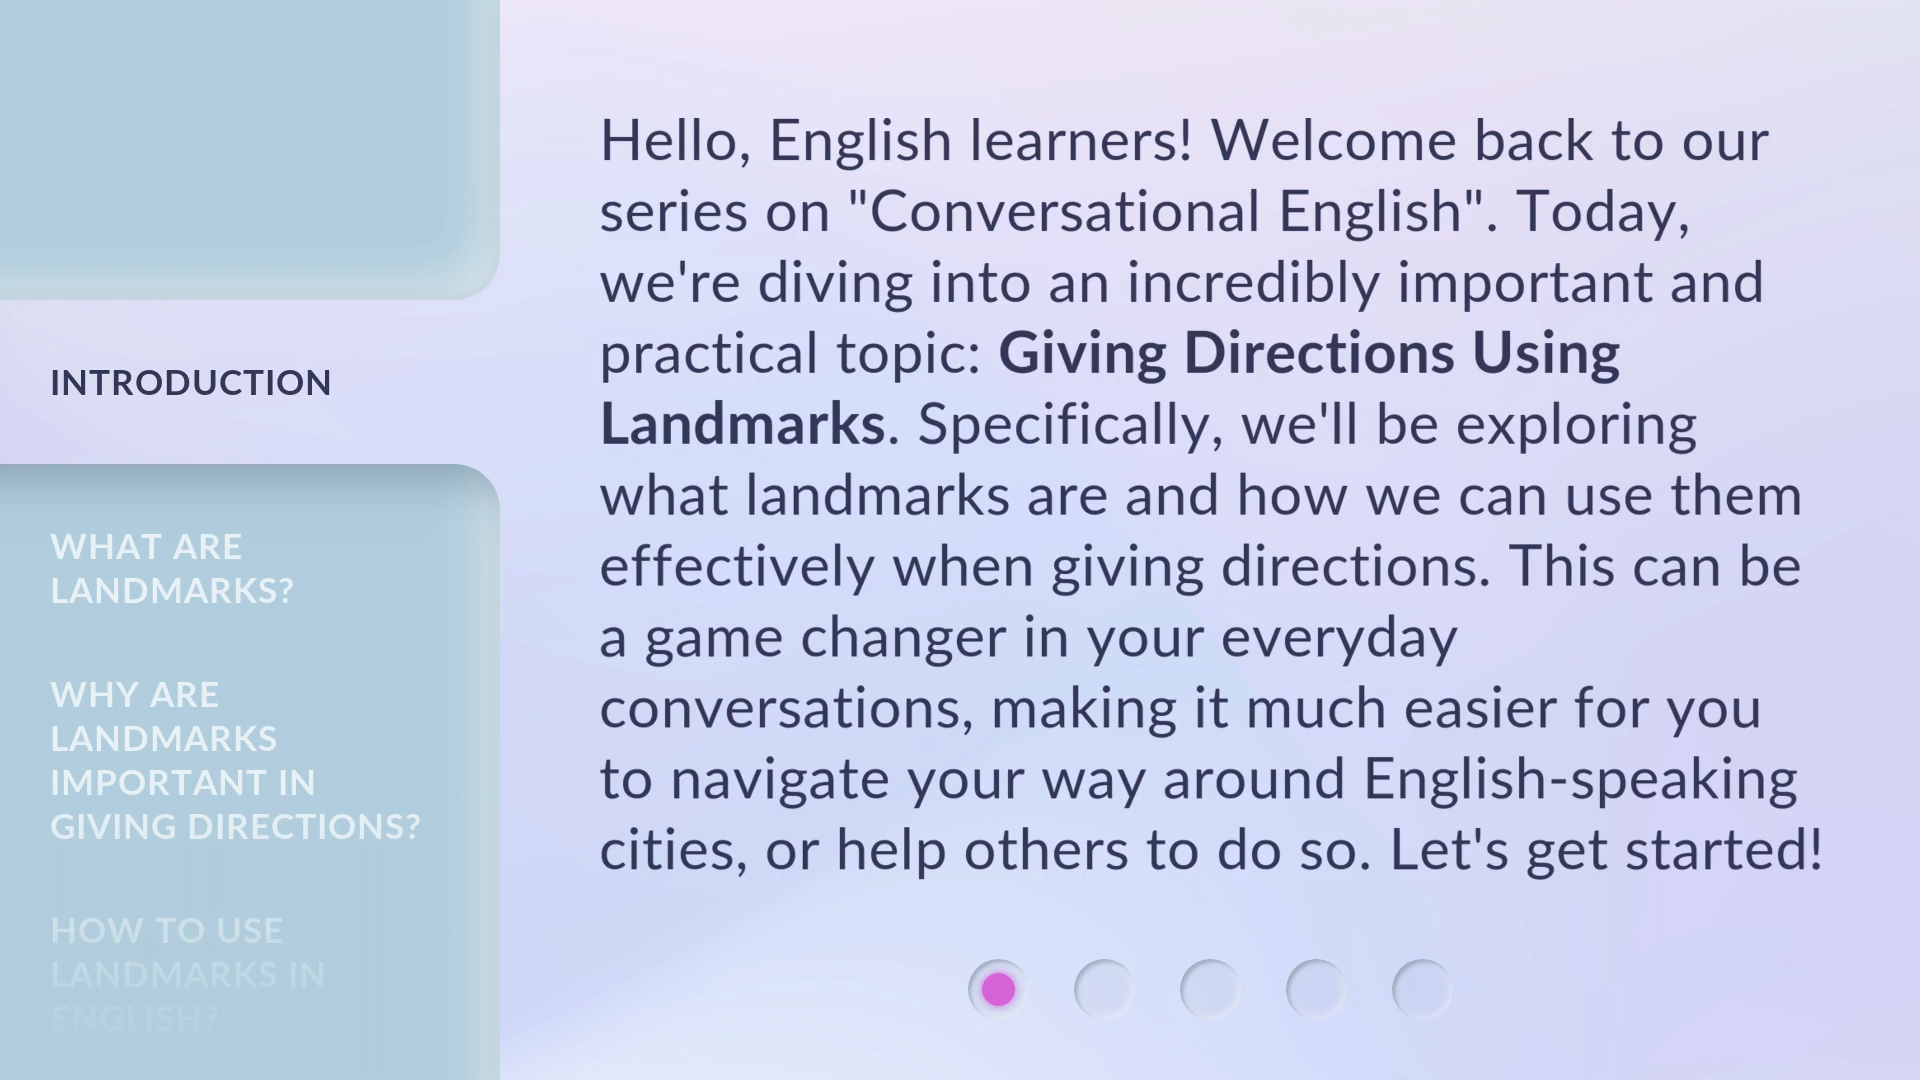 INTRODUCTION
WHAT ARE
LANDMARKS?
WHY ARE
LANDMARKS
IMPORTANT IN
GIVING DIRECTIONS?
HOW TO USE
LANDMARKS IN
ENGLISH?
Hello, English learners! Welcome back to our
series on "Conversational English". Today,
we're diving into an incredibly important and
practical topic: Giving Directions Using
Landmarks. Specifically, we'll be exploring
what landmarks are and how we can use them
effectively when giving directions. This can be
a game changer in your everyday
conversations, making it much easier for you
to navigate your way around English-speaking
cities, or help others to do so. Let's get started!